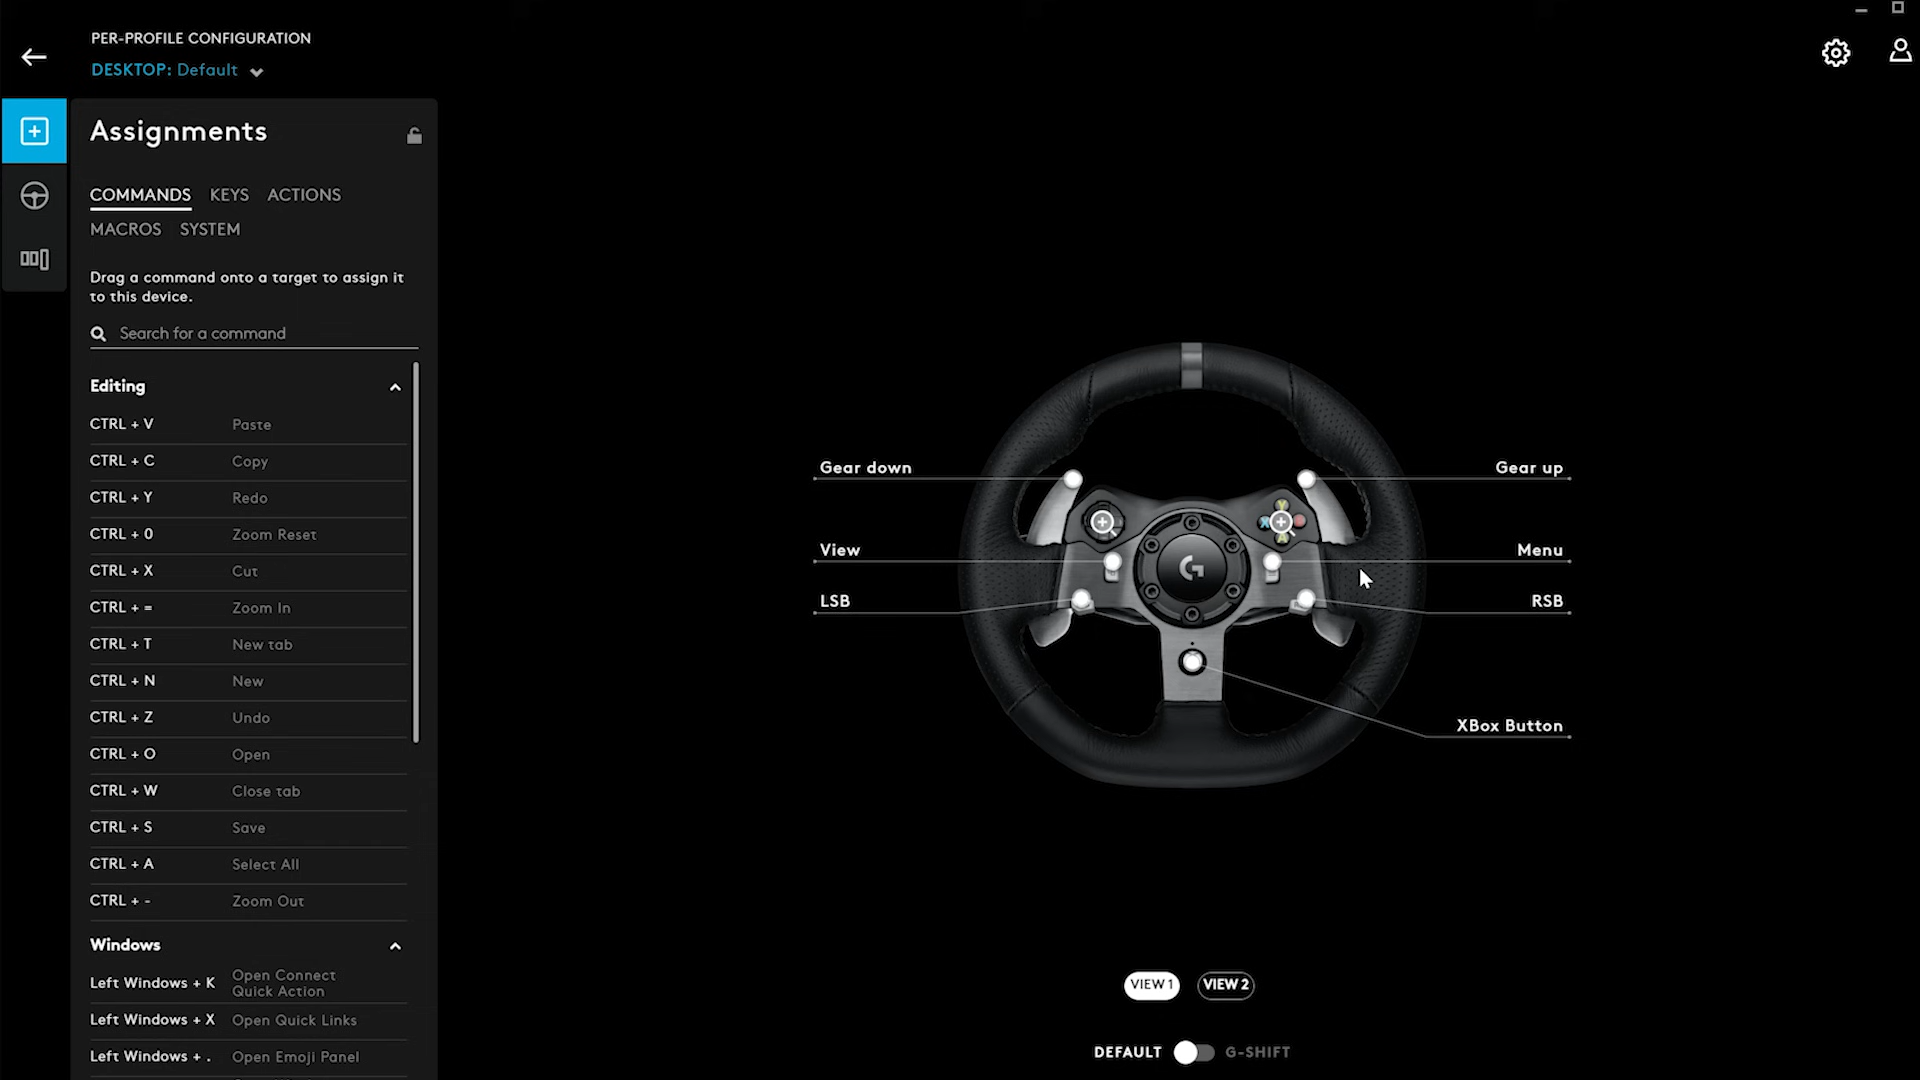 PER-PROFILE CONFIGURATION
DESKTOP: Default
Assignments
COMMANDS KEYS ACTIONS
MACROS SYSTEM
Drag a command onto a target to assign it
to this device.
Search for a command
Editing
CTRL + V Paste
CTRL + C Copy
CTRL + Y Redo
CTRL + 0 Zoom Reset
CTRL + X Cut
CTRL + = Zoom In
CTRL + T New tab
CTRL + N New
CTRL + Z Undo
CTRL + O Open
CTRL + W Close tab
CTRL + S Save
CTRL + A Select All
CTRL + - Zoom Out
Windows
Left Windows + K Open Connect
Quick Action
Left Windows + X Open Quick Links
Left Windows + . Open Emoji Panel
Gear down
Gear up
View
Menu
LSB
RSB
XBox Button
Y
X
A
G
VIEW 1 VIEW 2
DEFAULT G-SHIFT